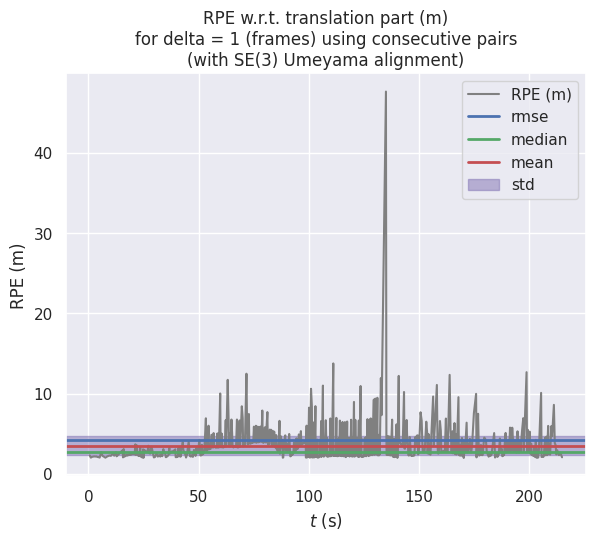 RPE w.r.t. translation part (m)
for delta = 1 (frames) using consecutive pairs
(with SE(3) Umeyama alignment)
RPE (m)
rmse
median
mean
std
RPE (m)
40
30
20
10
0
0
50
100
150
200
t (s)